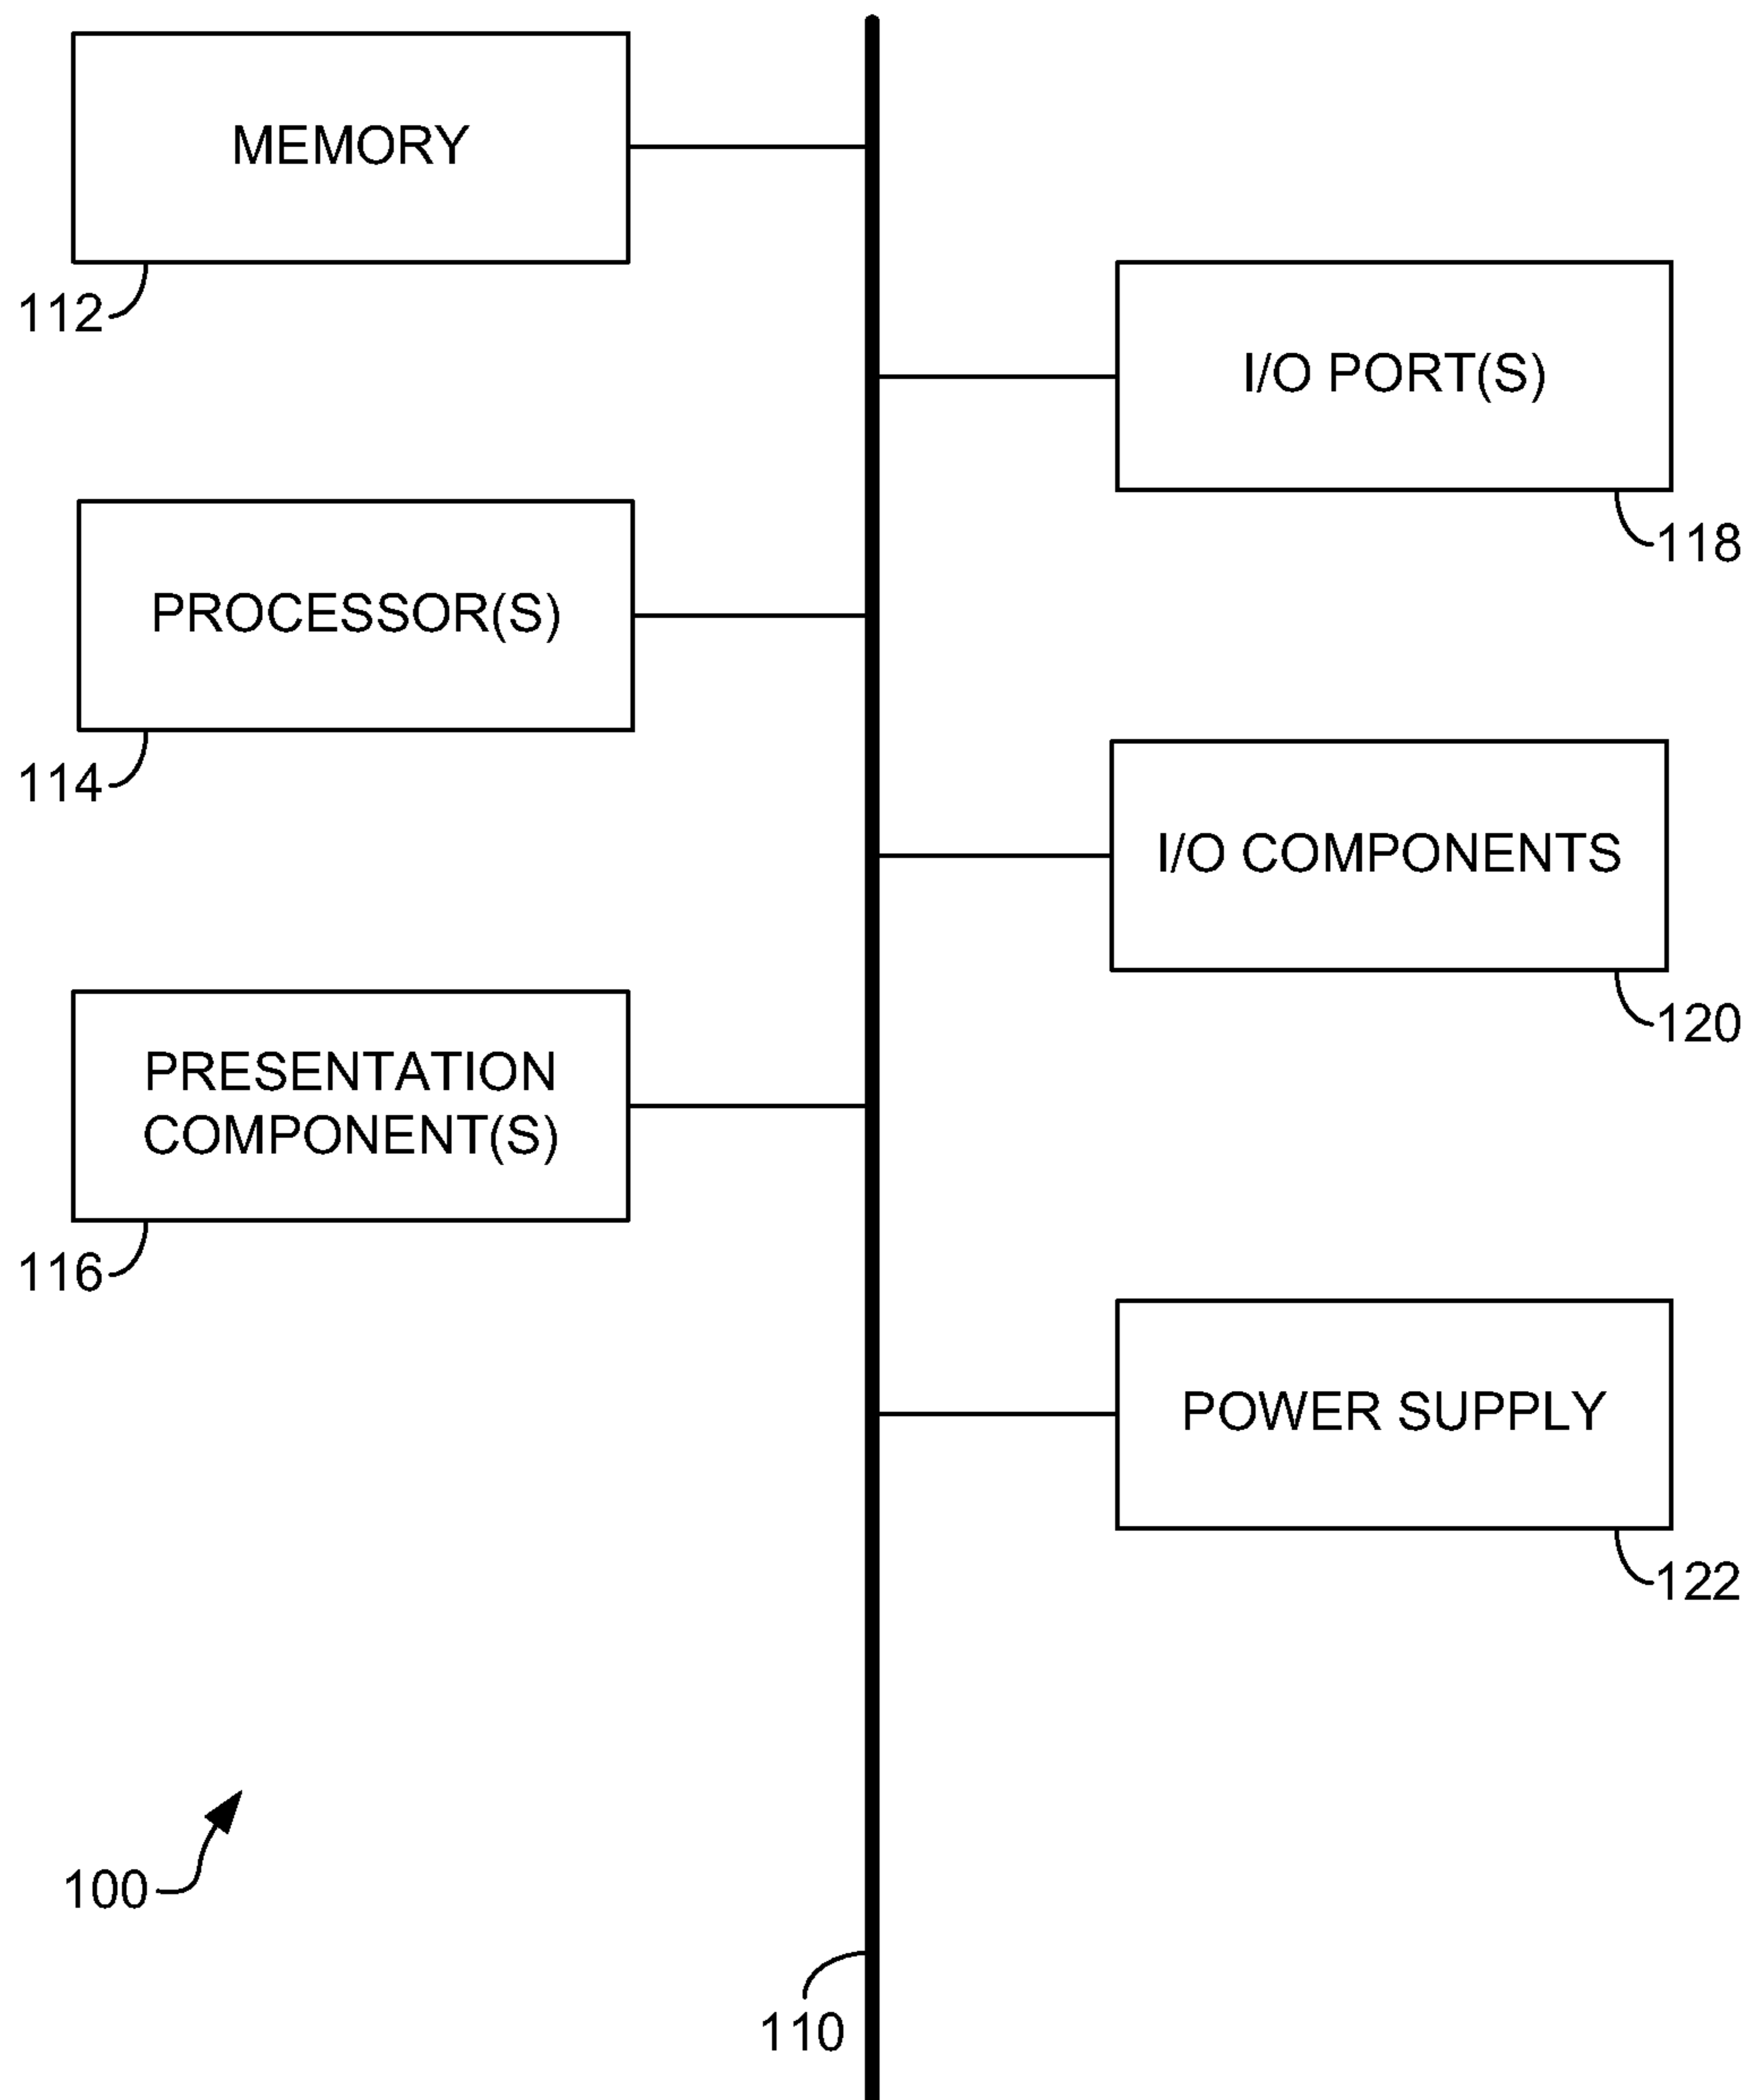 MEMORY
112
I/O PORT(S)
118
PROCESSOR(S)
114
I/O COMPONENTS
120
PRESENTATION
COMPONENT(S)
116
POWER SUPPLY
122
100
110